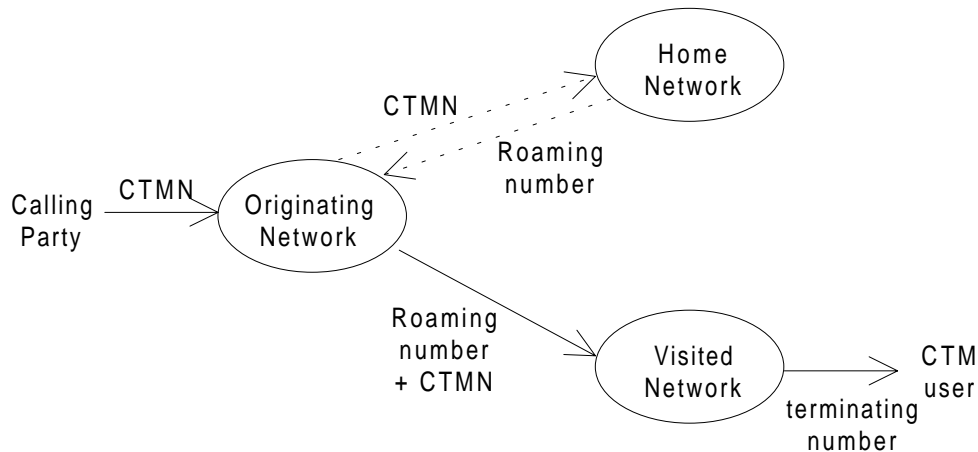 Home
Network
CTMN
Roaming
number
CTMN
Calling
Party
Originating
Network
Roaming
number
+ CTMN
Visited
Network
CTM
user
terminating
number